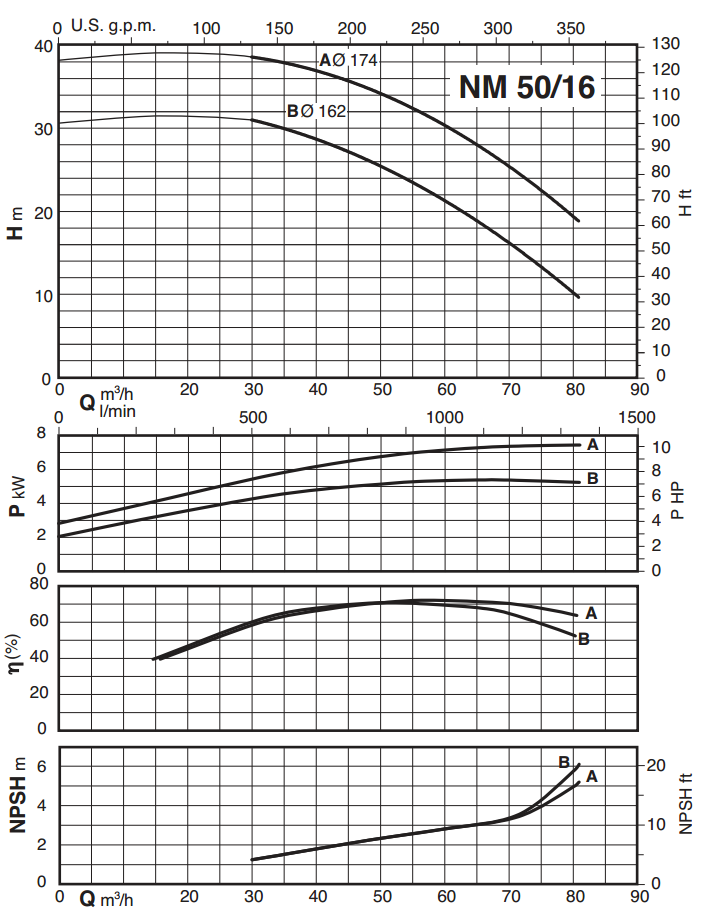 0 U.S. g.p.m. 100 150 200 250 300 350
40 130
AØ 174
120
NM 50/16
110
BØ 162
100
30
90
80
70
20
60
H m
H ft
50
40
10 30
20
10
0 0
0 20 30 40 50 60 70 80 90
Q m³/h
l/min
0 500 1000 1500
8
A 10
6 8
B
P kW
6
P HP
4
4
2
2
0 0
80
60
A
B
η (%)
40
20
0
B 20
6
A
NPSH m
NPSH ft
4
10
2
0 0
0 Q m³/h 20 30 40 50 60 70 80 90